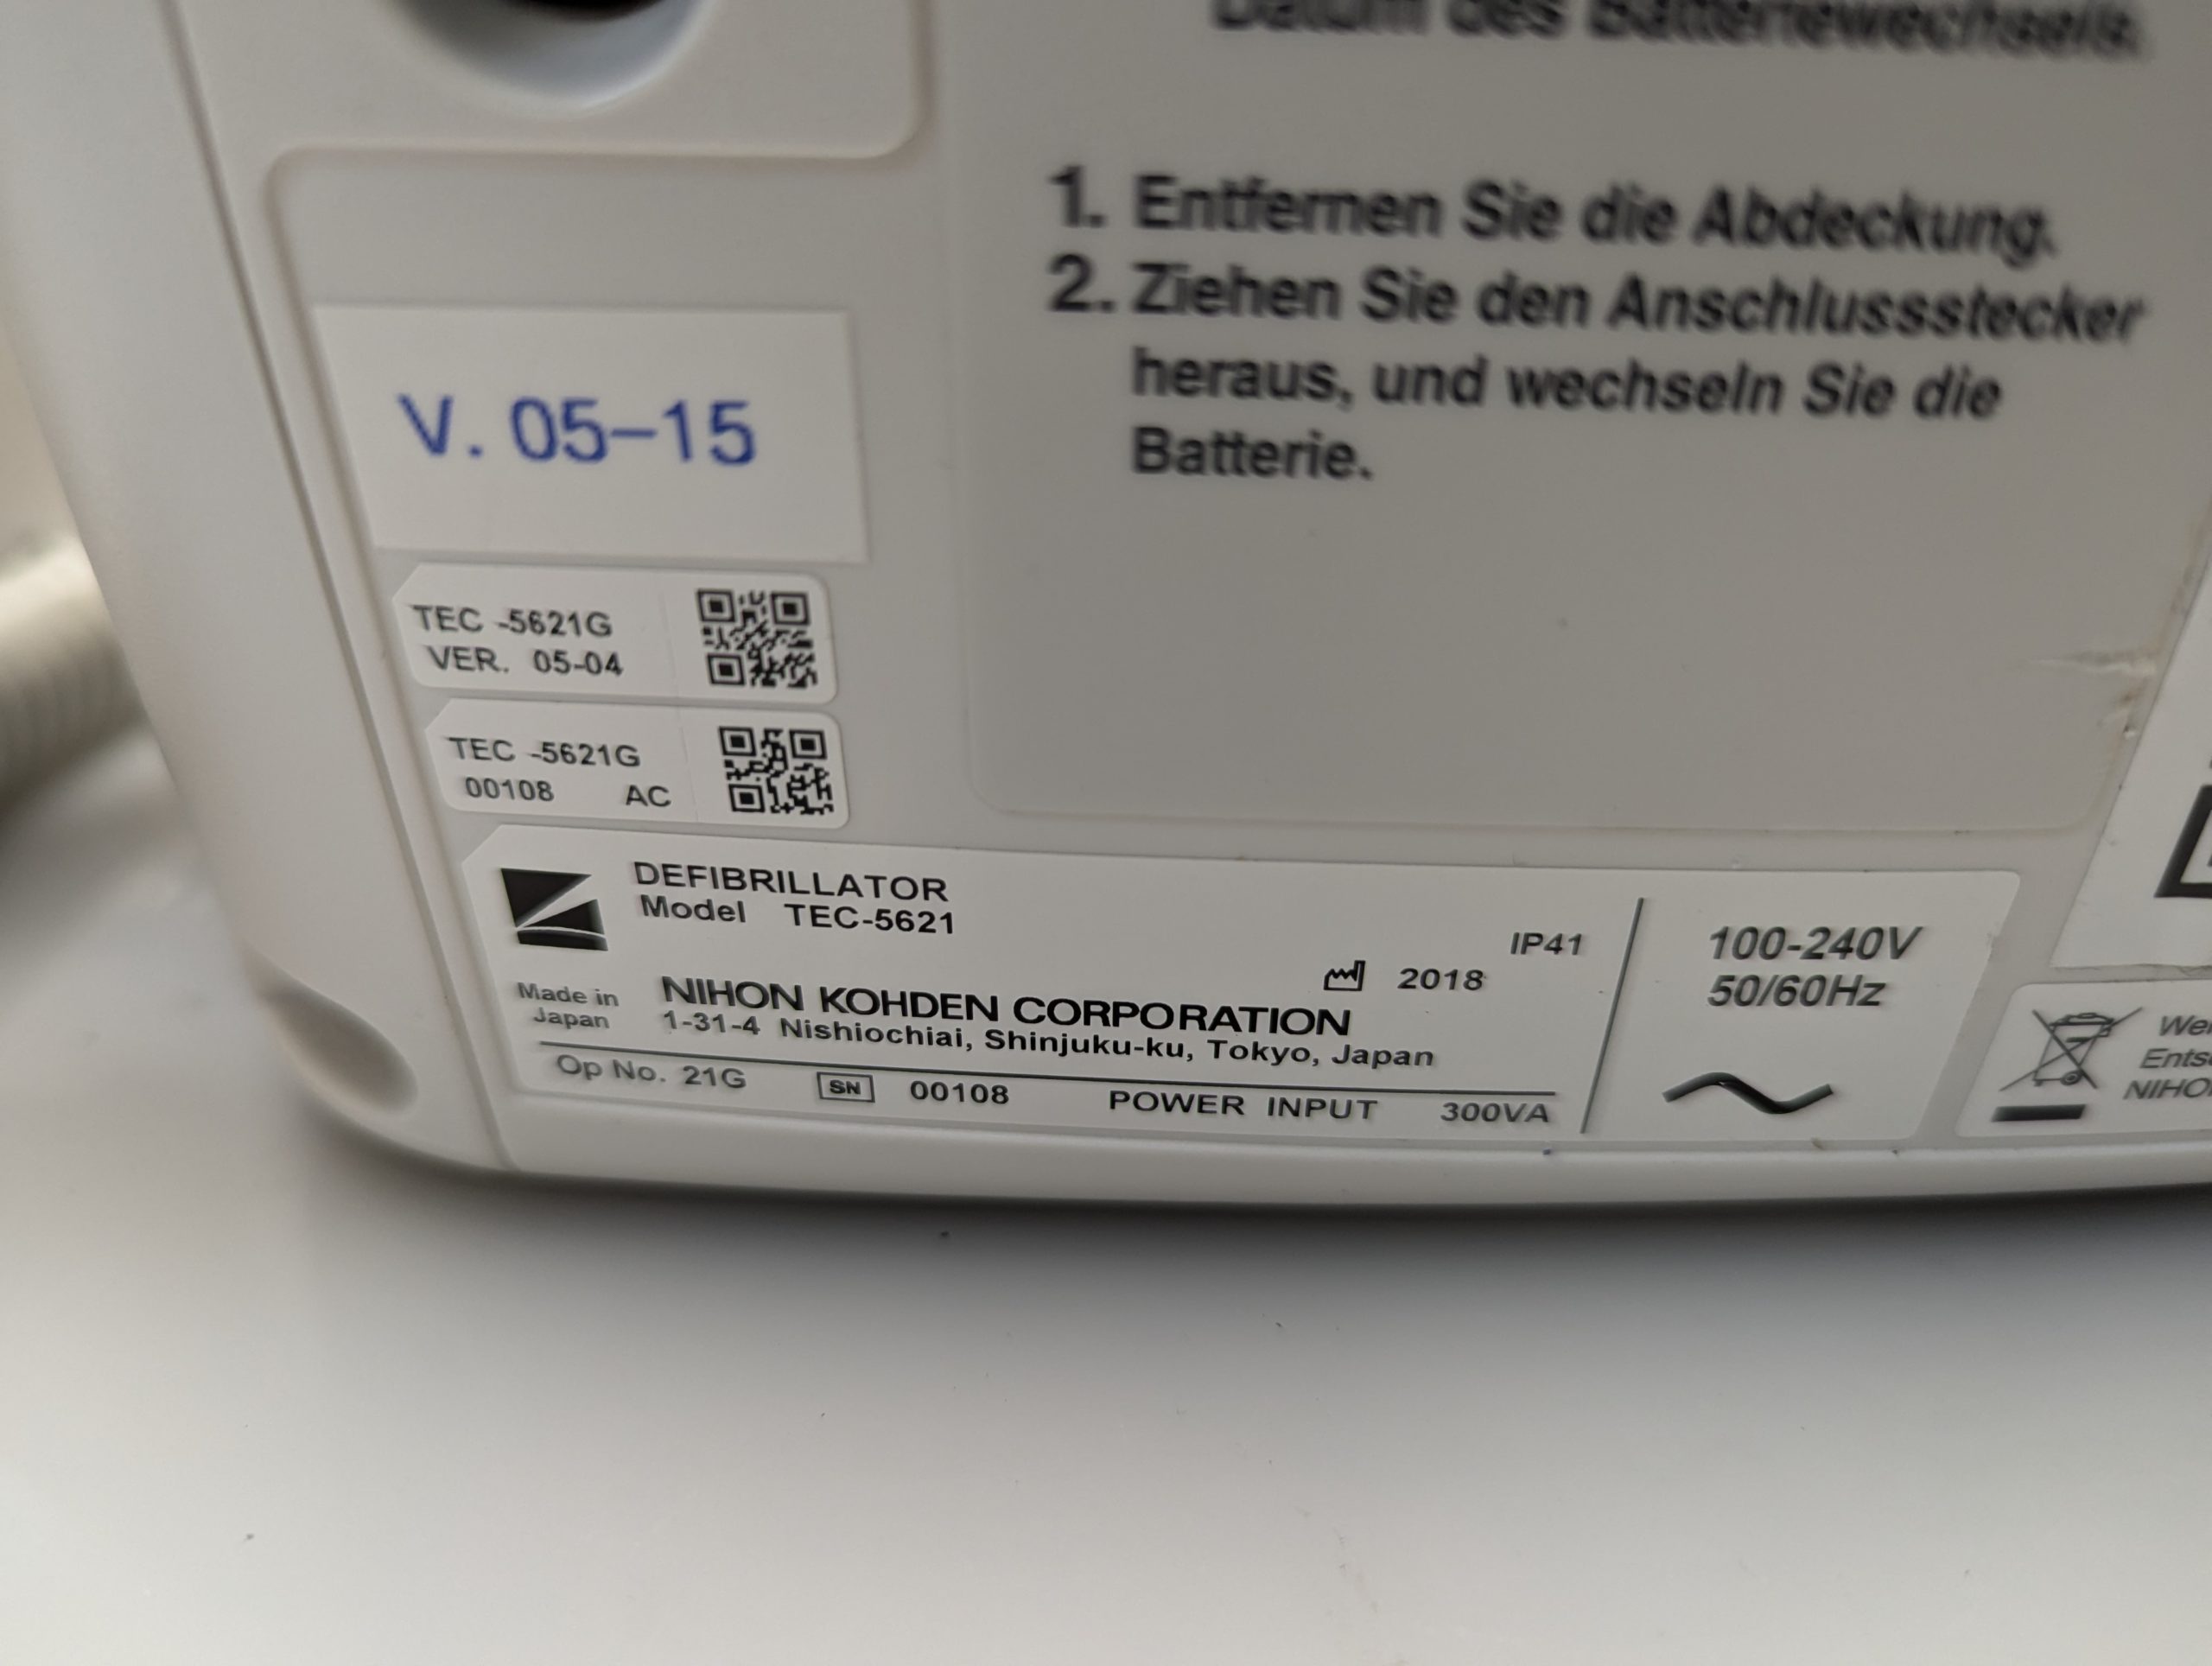 Datum des Batteriewechsels.
1. Entfernen Sie die Abdeckung.
2. Ziehen Sie den Anschlussstecker
heraus, und wechseln Sie die
Batterie.
V. 05-15
TEC -5621G
VER. 05-04
TEC -5621G
00108 AC
DEFIBRILLATOR
Model TEC-5621
IP41
2018
Made in
Japan
NIHON KOHDEN CORPORATION
1-31-4 Nishiochiai, Shinjuku-ku, Tokyo, Japan
Op No. 21G SN 00108 POWER INPUT 300VA
100-240V
50/60Hz